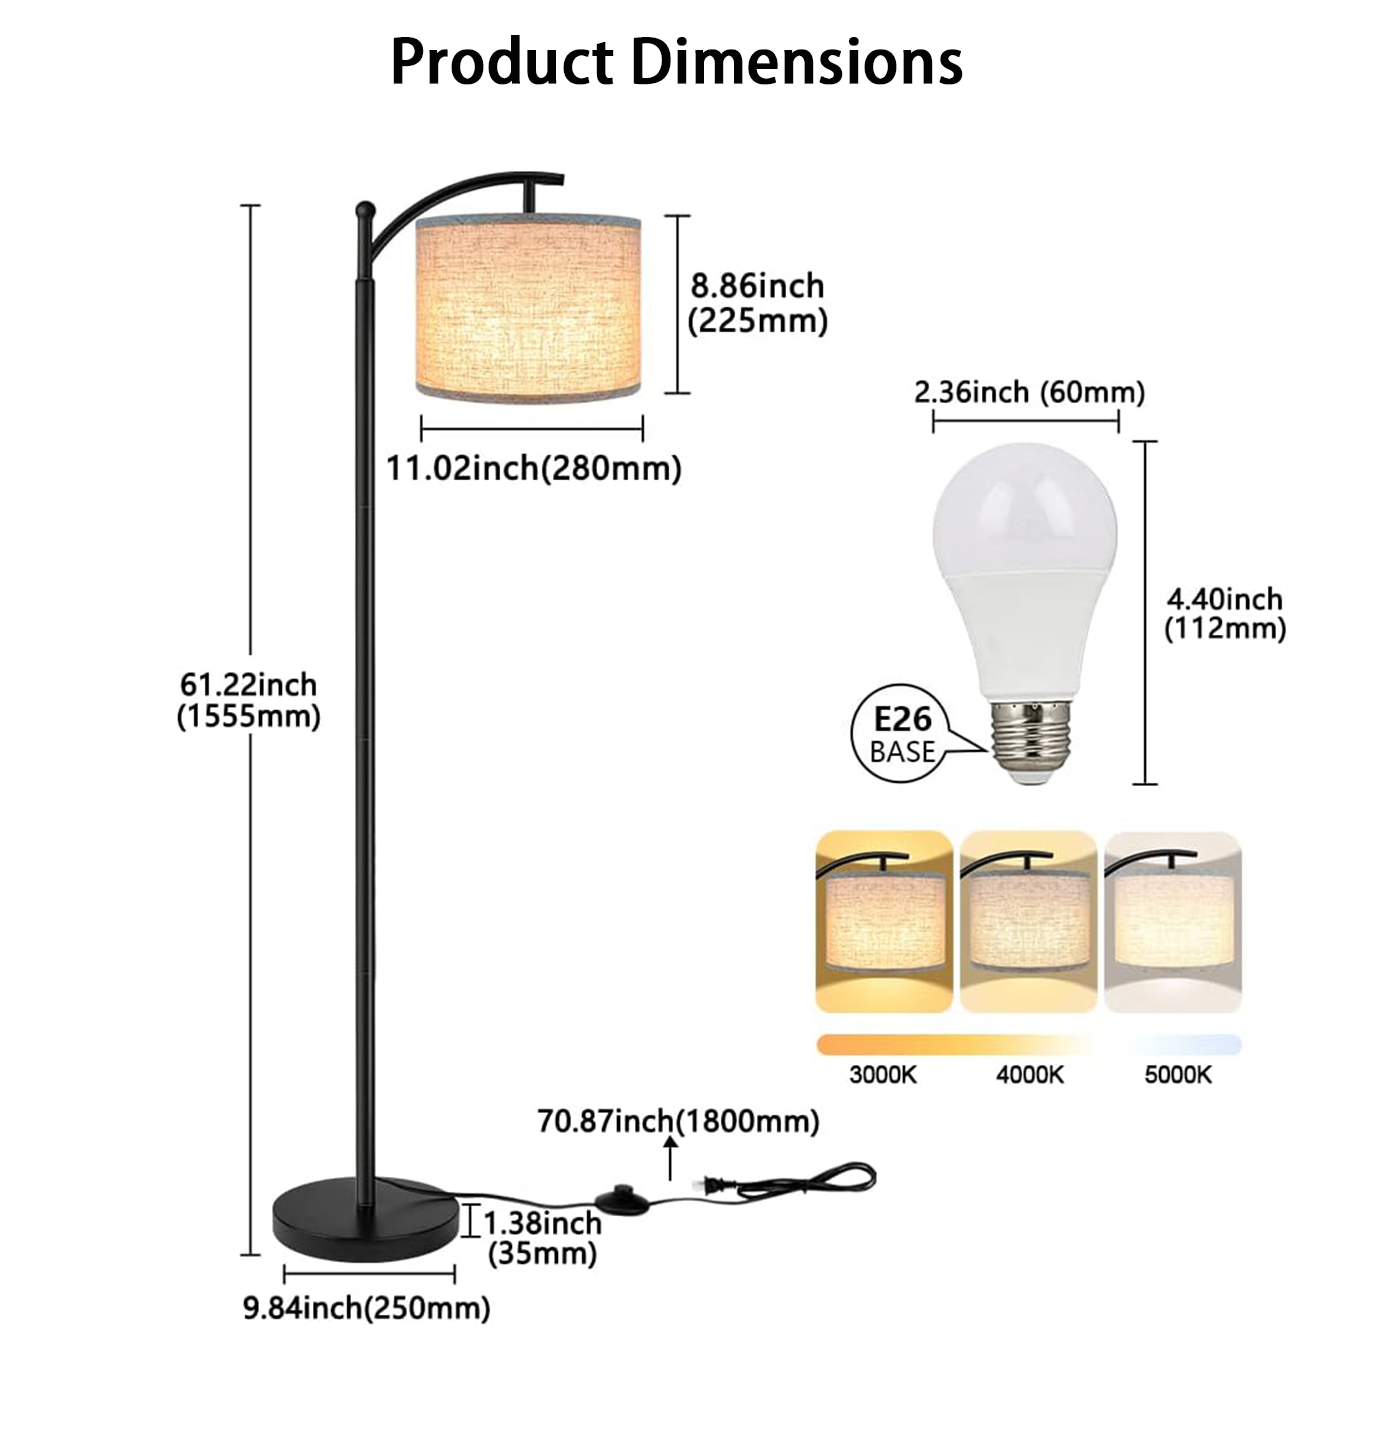 Product Dimensions
8.86inch
(225mm)
2.36inch (60mm)
11.02inch(280mm)
4.40inch
(112mm)
61.22inch
(1555mm)
E26
BASE
3000K
4000K
5000K
70.87inch(1800mm)
1.38inch
(35mm)
9.84inch(250mm)